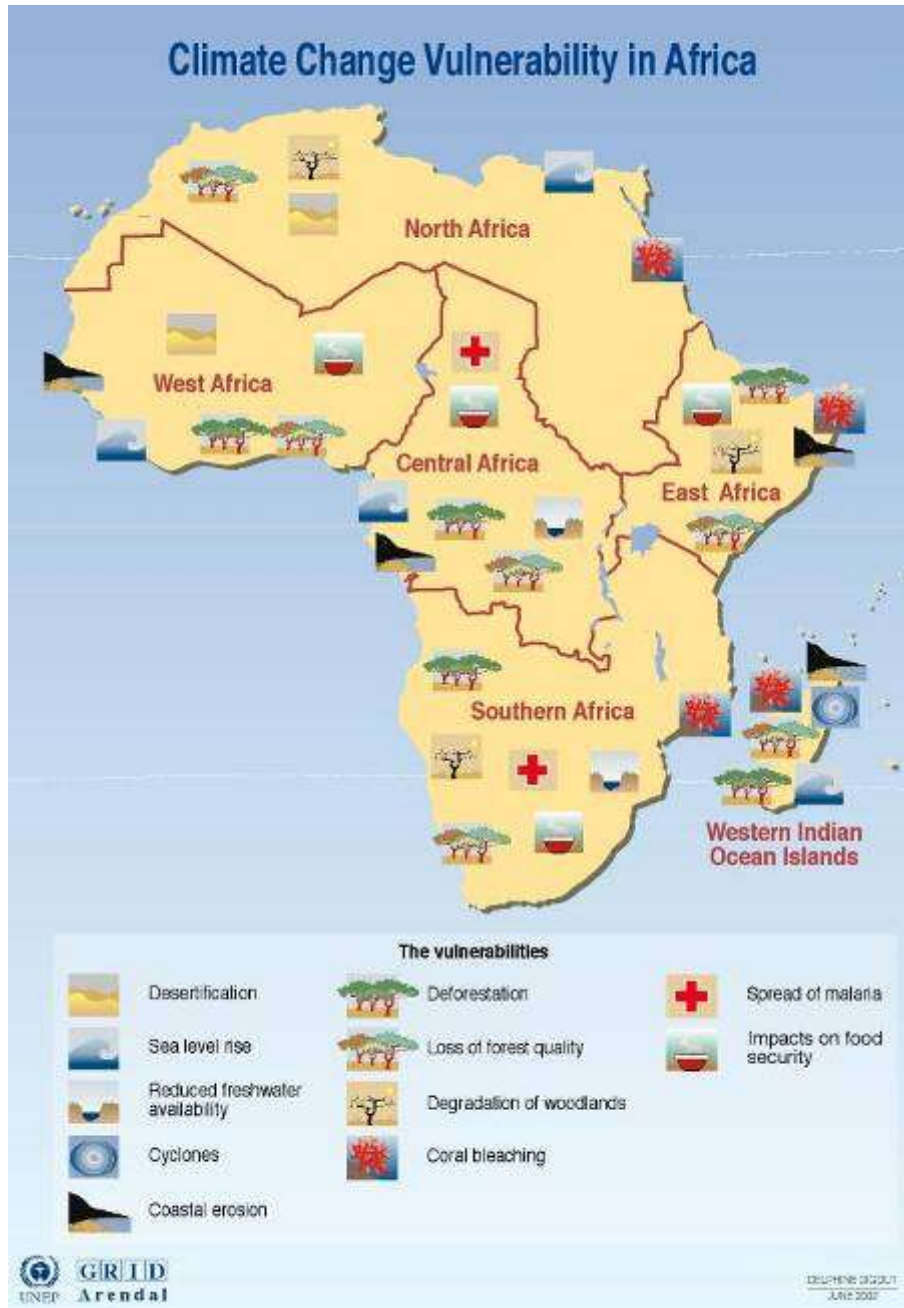 Climate Change Vulnerability in Africa
North Africa
West Africa
Central Africa
East Africa
Southern Africa
Western Indian
Ocean Islands
The vulnerabilities
Desertification
Sea level rise
Reduced freshwater
availability
Cyclones
Coastal erosion
Deforestation
Loss of forest quality
Degradation of woodlands
Coral bleaching
Spread of malaria
Impacts on food
security
UNEP
GRID
Arendal
JUNE 2002